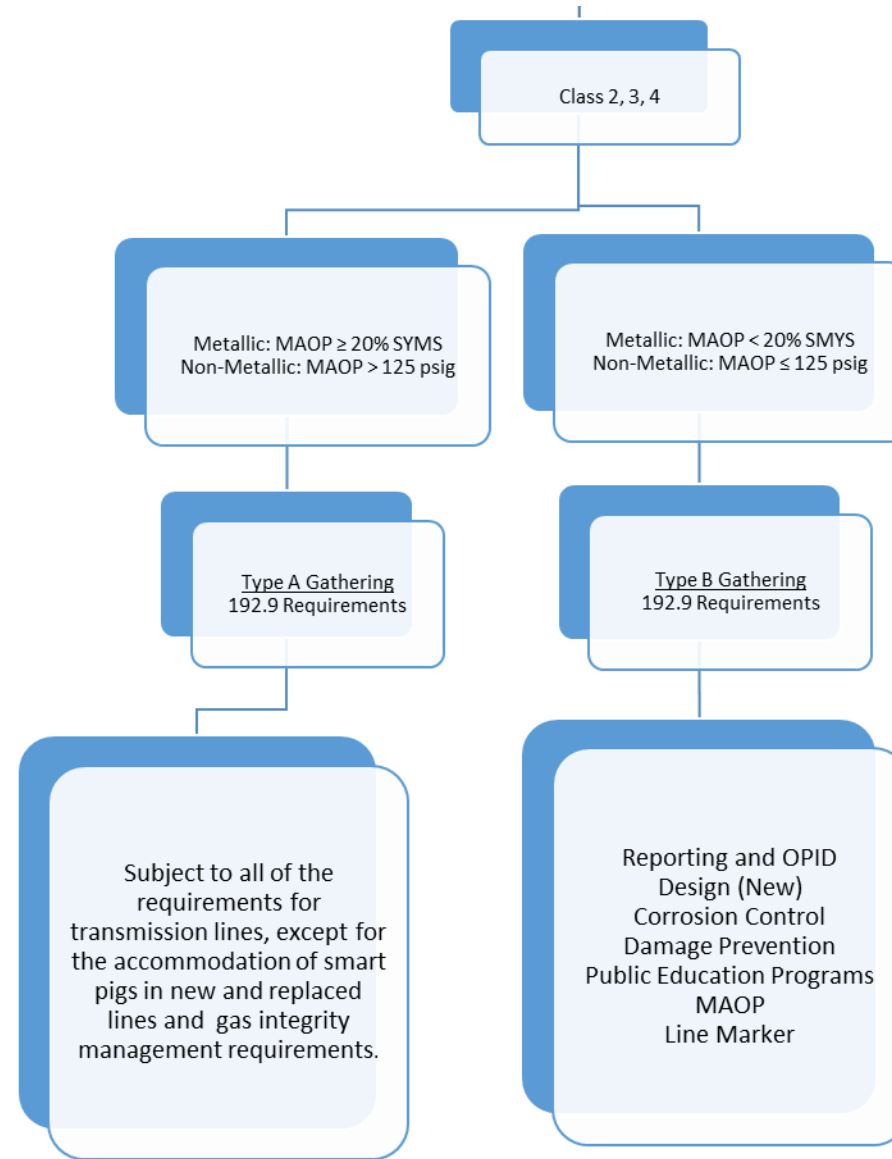 Class 2, 3, 4
Metallic: MAOP ≥ 20% SYMS
Non-Metallic: MAOP > 125 psig
Metallic: MAOP < 20% SMYS
Non-Metallic: MAOP ≤ 125 psig
Type A Gathering
192.9 Requirements
Type B Gathering
192.9 Requirements
Subject to all of the
requirements for
transmission lines, except for
the accommodation of smart
pigs in new and replaced
lines and gas integrity
management requirements.
Reporting and OPID
Design (New)
Corrosion Control
Damage Prevention
Public Education Programs
MAOP
Line Marker